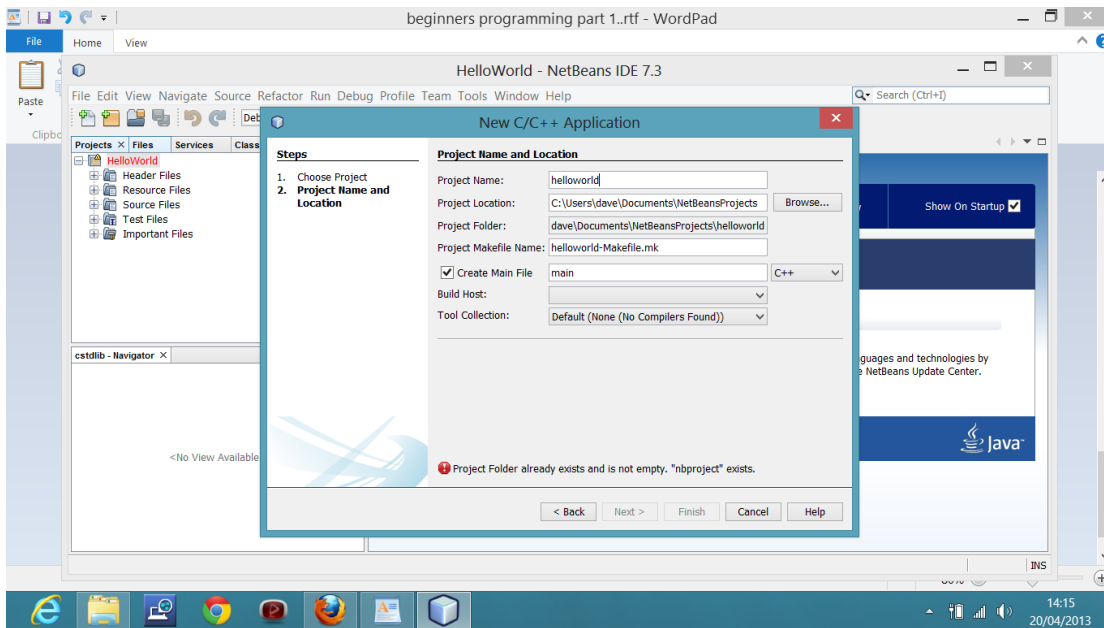 beginners programming part 1..rtf - WordPad
File Home View
HelloWorld - NetBeans IDE 7.3
Paste
File Edit View Navigate Source Refactor Run Debug Profile Team Tools Window Help
Search (Ctrl+I)
Deb
New C/C++ Application
Clipbo
Projects Files Services Class
HelloWorld
Header Files
Resource Files
Source Files
Test Files
Important Files
Steps
1. Choose Project
2. Project Name and
Location
Project Name and Location
Project Name: helloworld
Project Location: C:\Users\dave\Documents\NetBeansProjects Browse...
Project Folder: dave\Documents\NetBeansProjects\helloworld
Project Makefile Name: helloworld-Makefile.mk
Create Main File main C++
Build Host:
Tool Collection: Default (None (No Compilers Found))
Project Folder already exists and is not empty. "nbproject" exists.
< Back Next > Finish Cancel Help
Show On Startup
guages and technologies by
NetBeans Update Center.
Java
cstdlib - Navigator
<No View Available
INS
14:15
20/04/2013